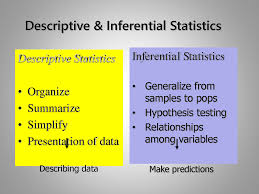 Descriptive & Inferential Statistics
Descriptive Statistics
• Organize
• Summarize
• Simplify
• Presentation of data
Describing data
Inferential Statistics
• Generalize from
samples to pops
• Hypothesis testing
• Relationships
among variables
Make predictions